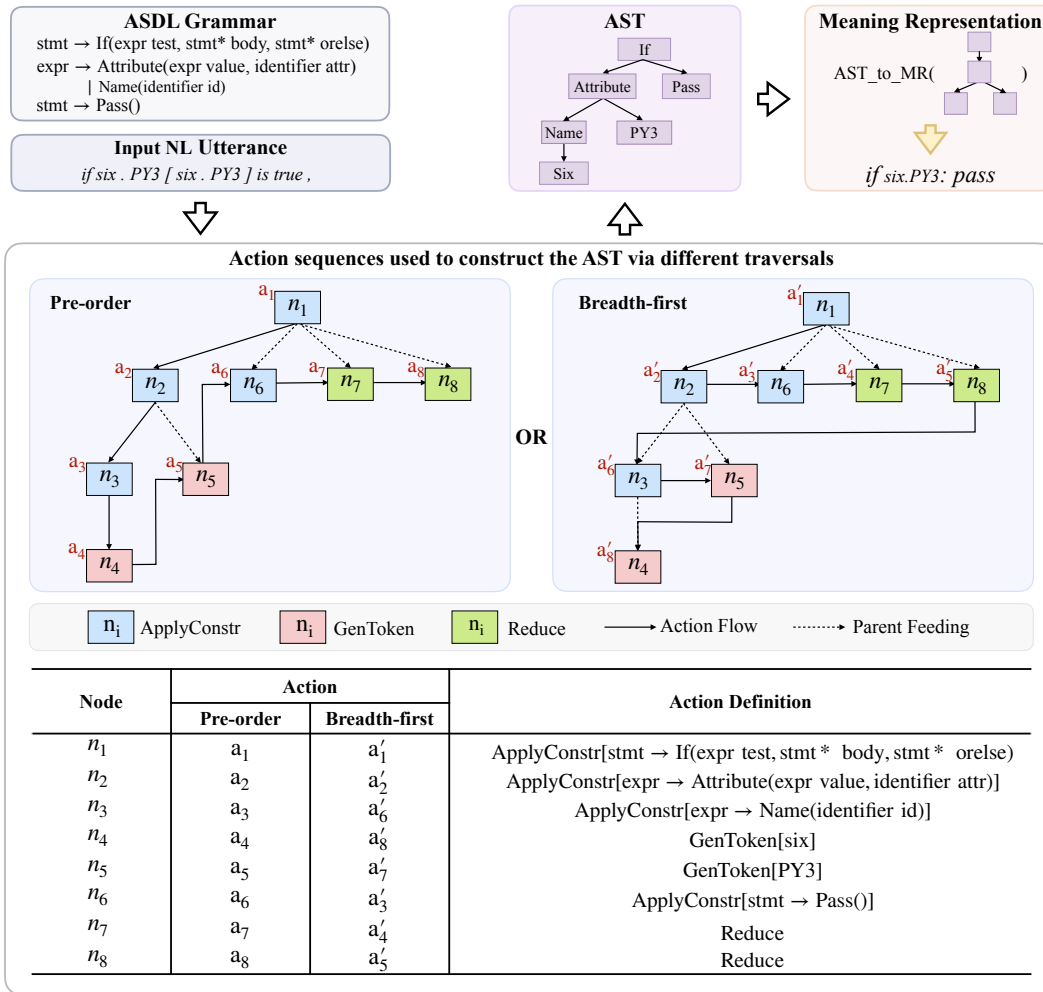 ASDL Grammar
stmt → If(expr test, stmt* body, stmt* orelse)
expr → Attribute(expr value, identifier attr)
| Name(identifier id)
stmt → Pass()
Input NL Utterance
if six . PY3 [ six . PY3 ] is true ,
AST
If
Attribute
Pass
Name
PY3
Six
Meaning Representation
AST_to_MR( )
if six.PY3: pass
Action sequences used to construct the AST via different traversals
Pre-order
a1
n1
a2
n2
a6
n6
a7
n7
a8
n8
a3
n3
a5
n5
a4
n4
OR
Breadth-first
a′1
n1
a′2
n2
a′3
n6
a′4
n7
a′5
n8
a′6
n3
a′7
n5
a′8
n4
ni ApplyConstr
ni GenToken
ni Reduce
Action Flow
Parent Feeding
Node
Action
Action Definition
Pre-order Breadth-first
n1 a1 a′1 ApplyConstr[stmt → If(expr test, stmt* body, stmt* orelse)
n2 a2 a′2 ApplyConstr[expr → Attribute(expr value, identifier attr)]
n3 a3 a′6 ApplyConstr[expr → Name(identifier id)]
n4 a4 a′8 GenToken[six]
n5 a5 a′7 GenToken[PY3]
n6 a6 a′3 ApplyConstr[stmt → Pass()]
n7 a7 a′4 Reduce
n8 a8 a′5 Reduce